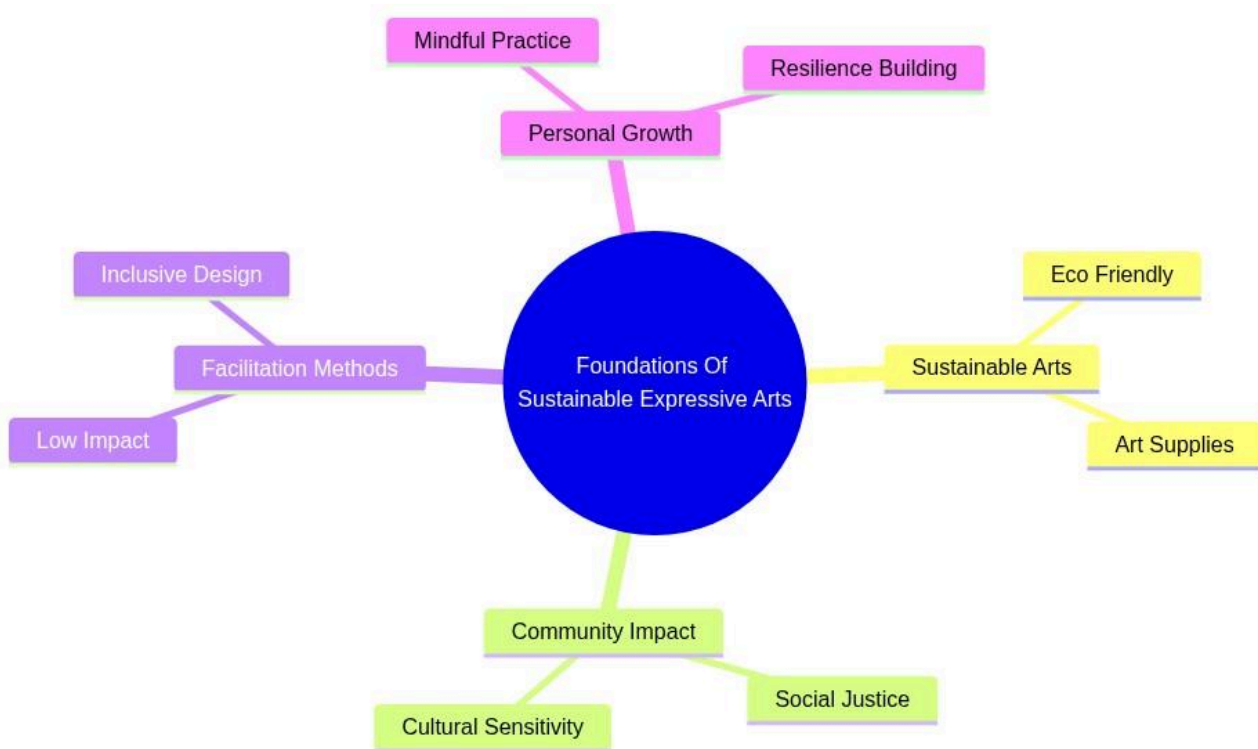 Mindful Practice
Resilience Building
Personal Growth
Inclusive Design
Eco Friendly
Facilitation Methods
Foundations Of
Sustainable Expressive Arts
Sustainable Arts
Low Impact
Art Supplies
Community Impact
Social Justice
Cultural Sensitivity